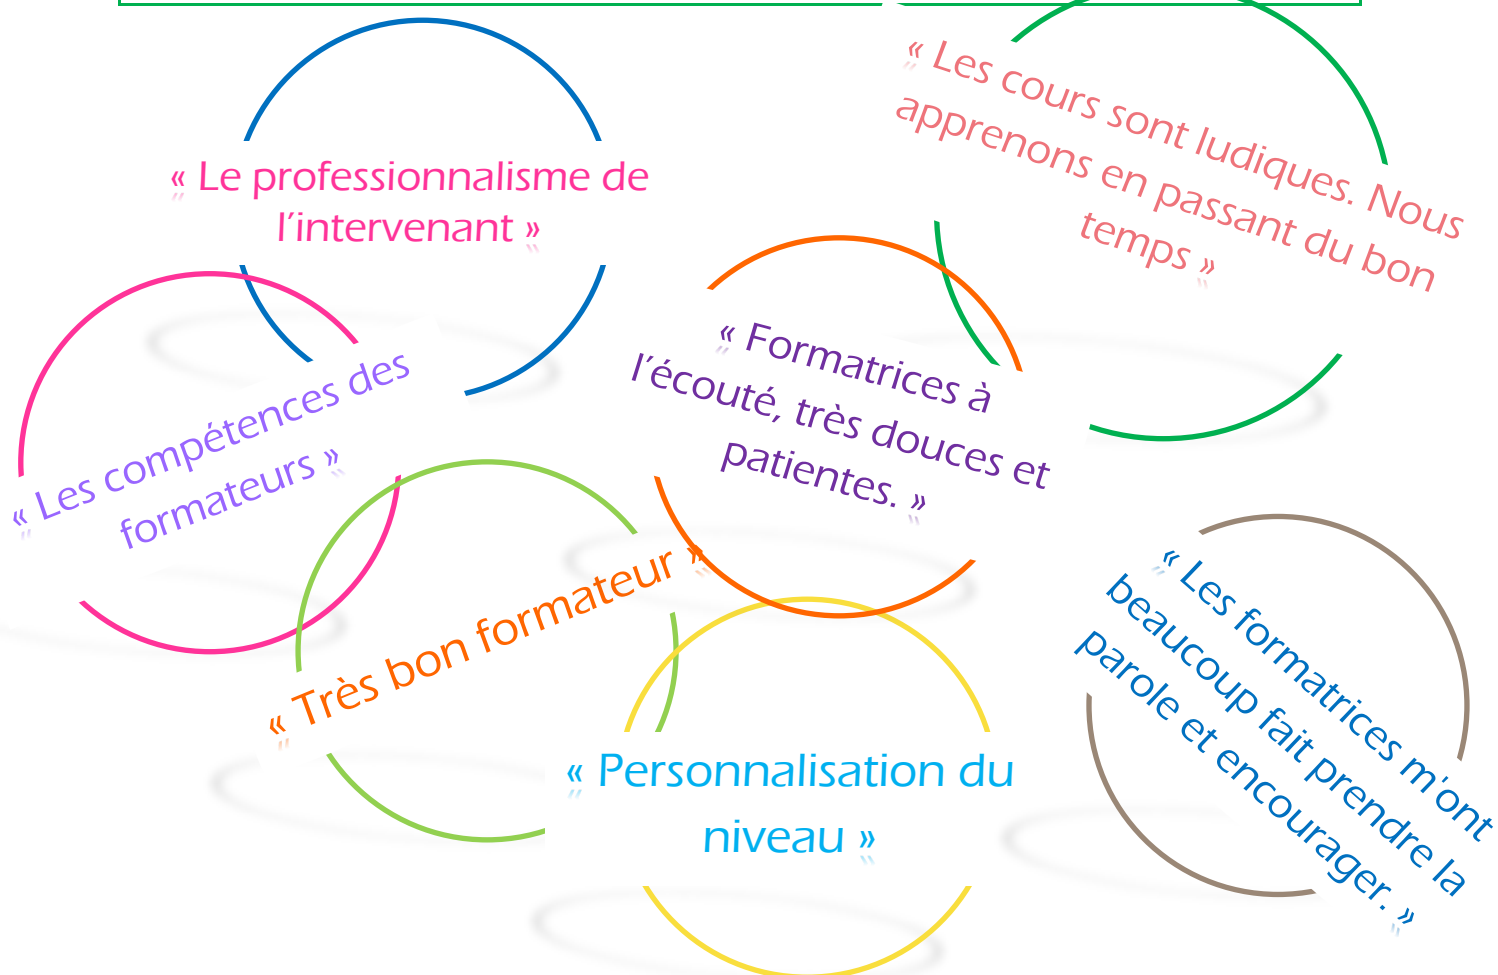 « Le professionnalisme de
l'intervenant »
« Les cours sont ludiques. Nous
apprenons en passant du bon
temps »
« Les compétences des
formateurs »
« Formatrices à
l'écouté, très douces et
patientes. »
« Très bon formateur »
« Personnalisation du
niveau »
« Les formatrices m'ont
beaucoup fait prendre la
parole et encourager. »